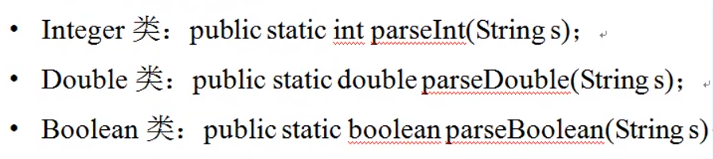 • Integer 类：public static int parseInt(String s)；
• Double 类：public static double parseDouble(String s)；
• Boolean 类：public static boolean parseBoolean(String s)